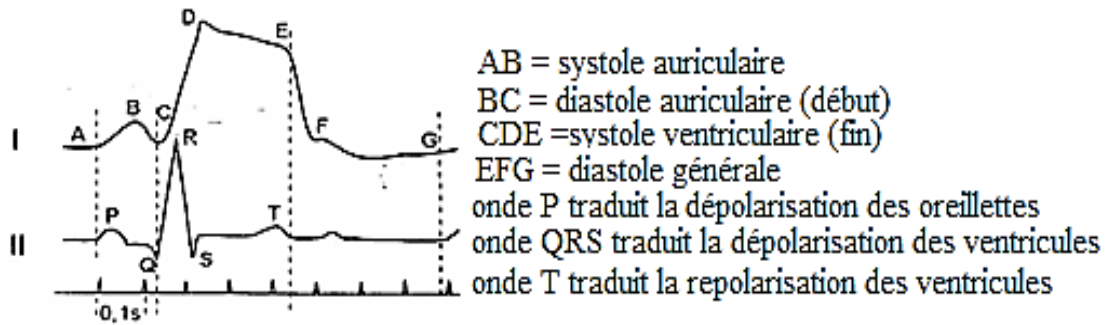 D
E
A
B
C
R
F
G
I
P
T
II
Q
S
0,1s
AB = systole auriculaire
BC = diastole auriculaire (début)
CDE =systole ventriculaire (fin)
EFG = diastole générale
onde P traduit la dépolarisation des oreillettes
onde QRS traduit la dépolarisation des ventricules
onde T traduit la repolarisation des ventricules